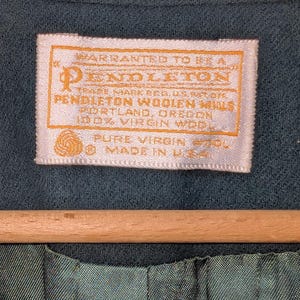 WARRANTED TO BE A
"PENDLETON"
TRADE MARK REG. U.S. PAT. OFF.
PENDLETON WOOLEN MILLS
PORTLAND, OREGON
100% VIRGIN WOOL
PURE VIRGIN WOOL
® MADE IN U.S.A.